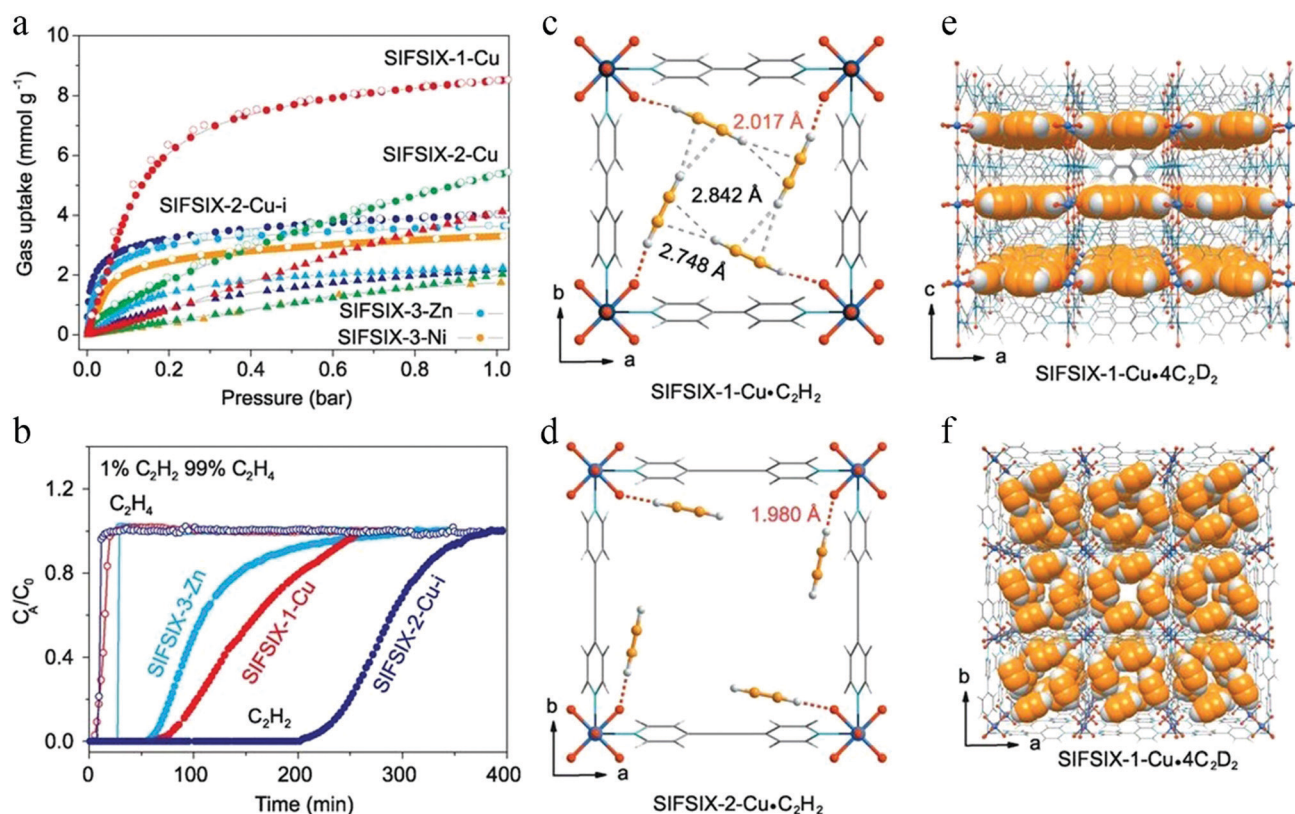 a
SIFSIX-1-Cu
SIFSIX-2-Cu
SIFSIX-2-Cu-i
SIFSIX-3-Zn
SIFSIX-3-Ni
Gas uptake (mmol g⁻¹)
8
6
4
2
0
0.0
0.2
0.4
0.6
0.8
1.0
Pressure (bar)
b
1% C₂H₂ 99% C₂H₄
C₂H₄
SIFSIX-3-Zn
SIFSIX-1-Cu
SIFSIX-2-Cu-i
C₂H₂
C_A/C₀
1.2
0.8
0.4
0.0
0
100
200
300
400
Time (min)
c
2.017 Å
2.842 Å
2.748 Å
b
a
SIFSIX-1-Cu•C₂H₂
d
1.980 Å
b
a
SIFSIX-2-Cu•C₂H₂
e
c
a
SIFSIX-1-Cu•4C₂D₂
f
b
a
SIFSIX-1-Cu•4C₂D₂